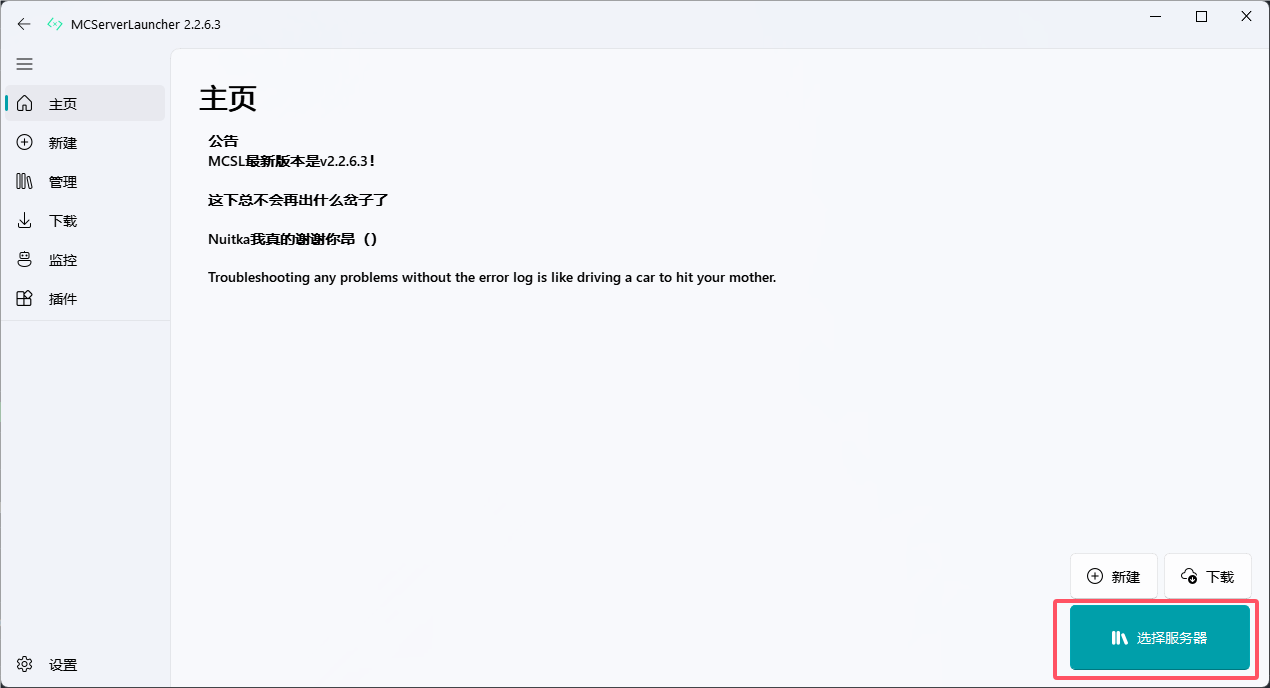 MCServerLauncher 2.2.6.3
主页
新建
管理
下载
监控
插件
设置
主页
公告
MCSL最新版本是v2.2.6.3！
这下总不会再出什么岔子了
Nuitka我真的谢谢你昂（）
Troubleshooting any problems without the error log is like driving a car to hit your mother.
新建
下载
选择服务器